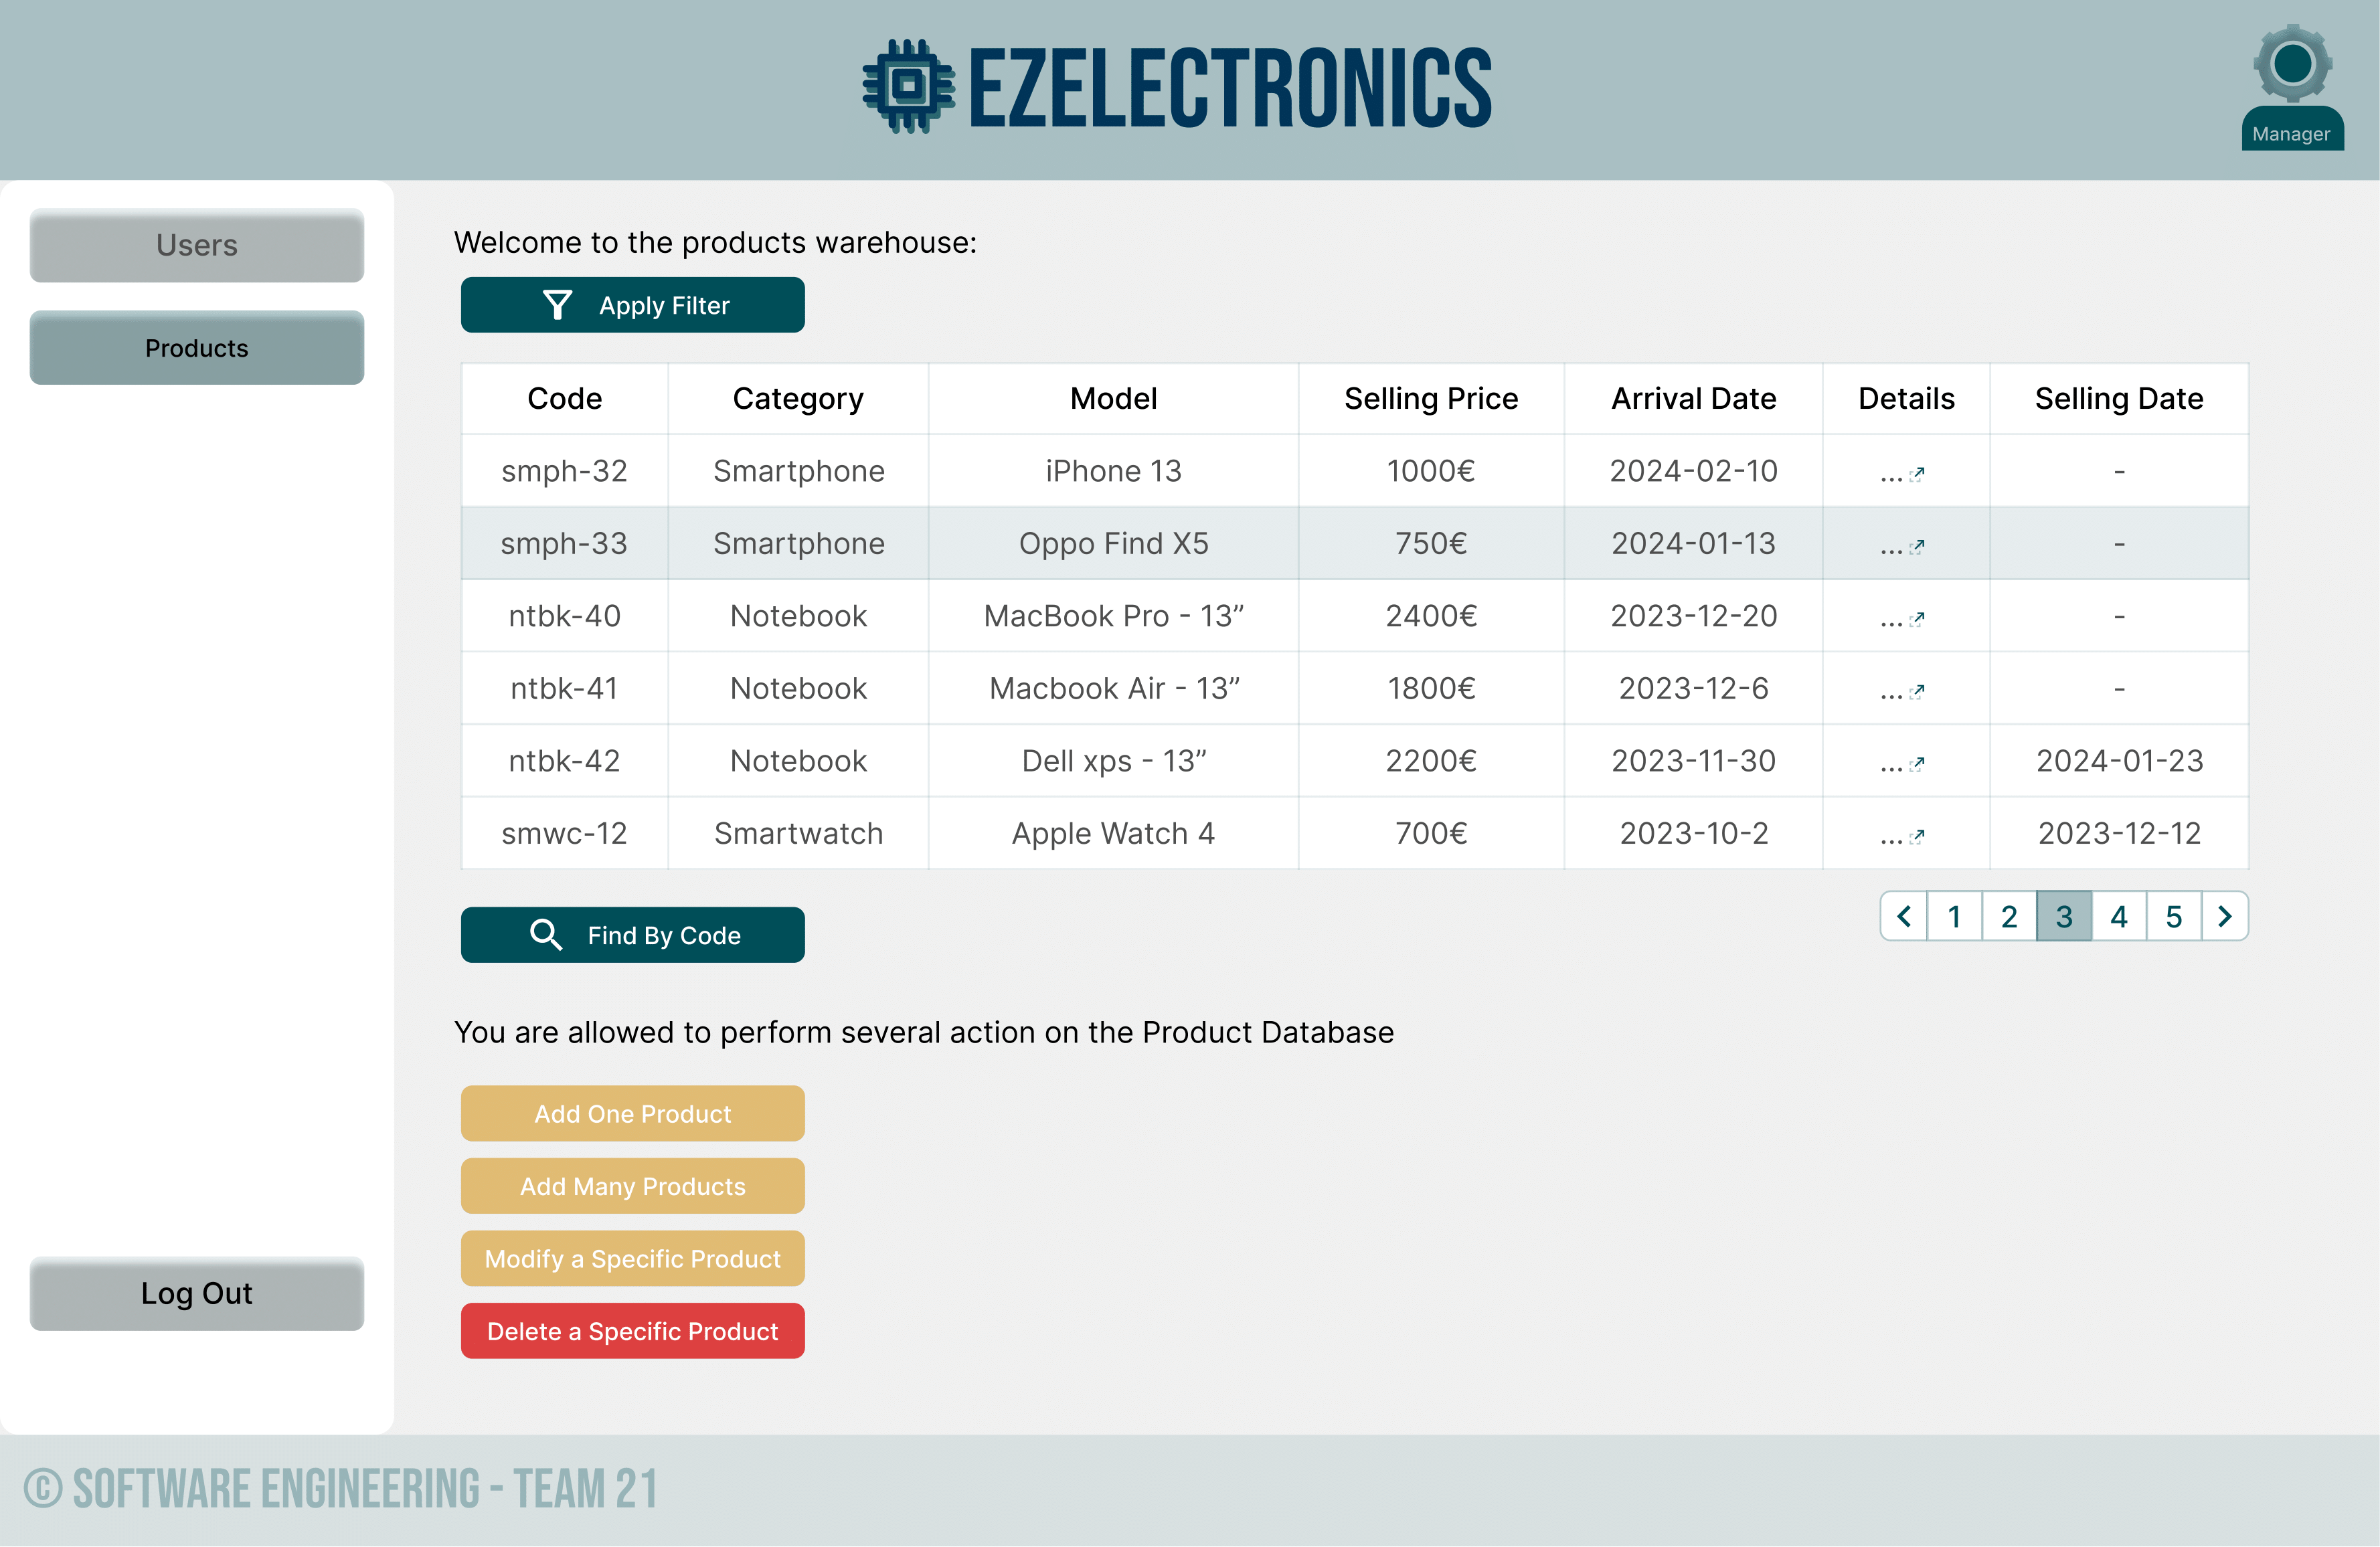 EZELECTRONICS
Manager
Users
Products
Log Out
Welcome to the products warehouse:
Apply Filter
Code Category Model Selling Price Arrival Date Details Selling Date
smph-32 Smartphone iPhone 13 1000€ 2024-02-10 ... -
smph-33 Smartphone Oppo Find X5 750€ 2024-01-13 ... -
ntbk-40 Notebook MacBook Pro - 13” 2400€ 2023-12-20 ... -
ntbk-41 Notebook Macbook Air - 13” 1800€ 2023-12-6 ... -
ntbk-42 Notebook Dell xps - 13” 2200€ 2023-11-30 ... 2024-01-23
smwc-12 Smartwatch Apple Watch 4 700€ 2023-10-2 ... 2023-12-12
1 2 3 4 5
Find By Code
You are allowed to perform several action on the Product Database
Add One Product
Add Many Products
Modify a Specific Product
Delete a Specific Product
© SOFTWARE ENGINEERING - TEAM 21